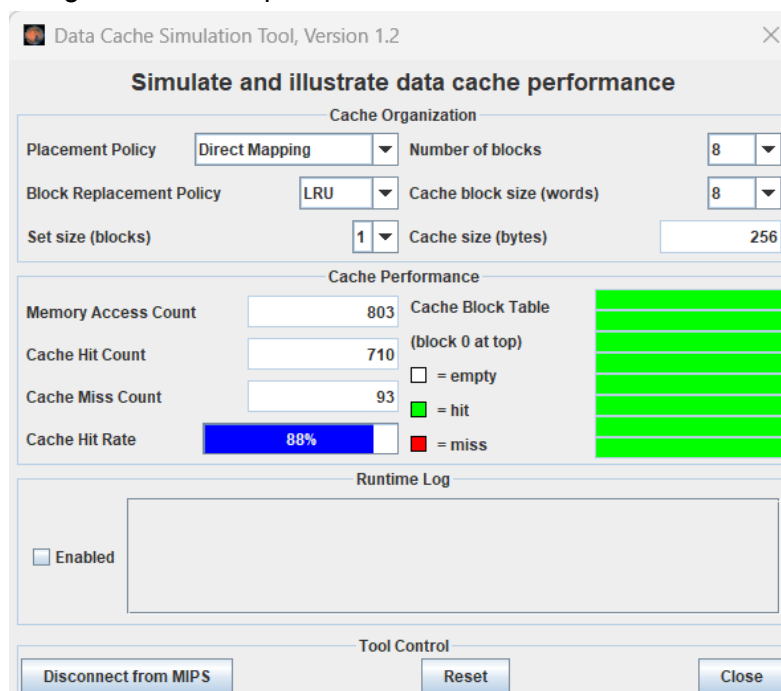 Data Cache Simulation Tool, Version 1.2
Simulate and illustrate data cache performance
Cache Organization
Placement Policy Direct Mapping Number of blocks 8
Block Replacement Policy LRU Cache block size (words) 8
Set size (blocks) 1 Cache size (bytes) 256
Cache Performance
Memory Access Count 803 Cache Block Table
(block 0 at top)
Cache Hit Count 710
= empty
Cache Miss Count 93
= hit
Cache Hit Rate 88% = miss
Runtime Log
Enabled
Tool Control
Disconnect from MIPS Reset Close